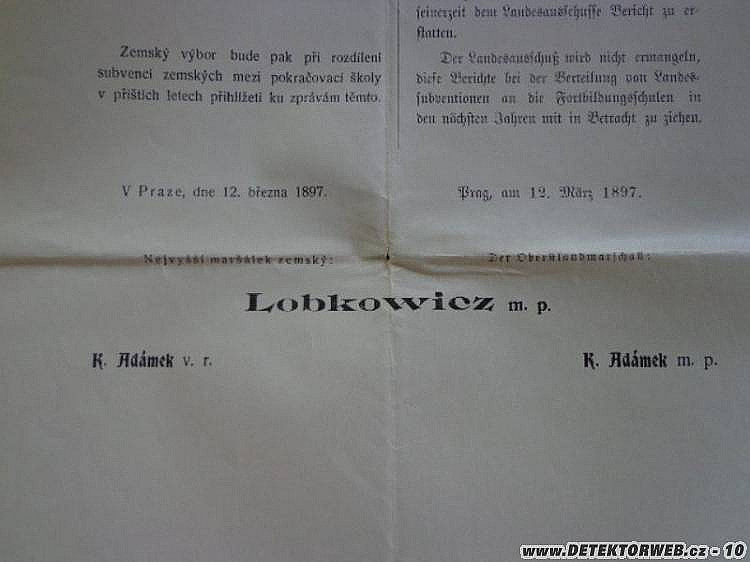 Zemský výbor bude pak při rozdílení
subvencí zemských mezi pokračovací školy
v příštích letech přihlížeti ku zprávám těmto.
V Praze, dne 12. března 1897.
Nejvyšší maršálek zemský:
seinerzeit dem Landesausschusse Bericht zu er-
statten.
Der Landesausschuß wird nicht ermangeln,
diese Berichte bei der Verteilung von Landes-
subventionen an die Fortbildungsschulen in
den nächsten Jahren mit in Betracht zu ziehen.
Prag, am 12. März 1897.
Der Oberstlandmarschall:
Lobkowicz m. p.
K. Adámek v. r.
K. Adámek m. p.
www.DETEKTORWEB.cz - 10